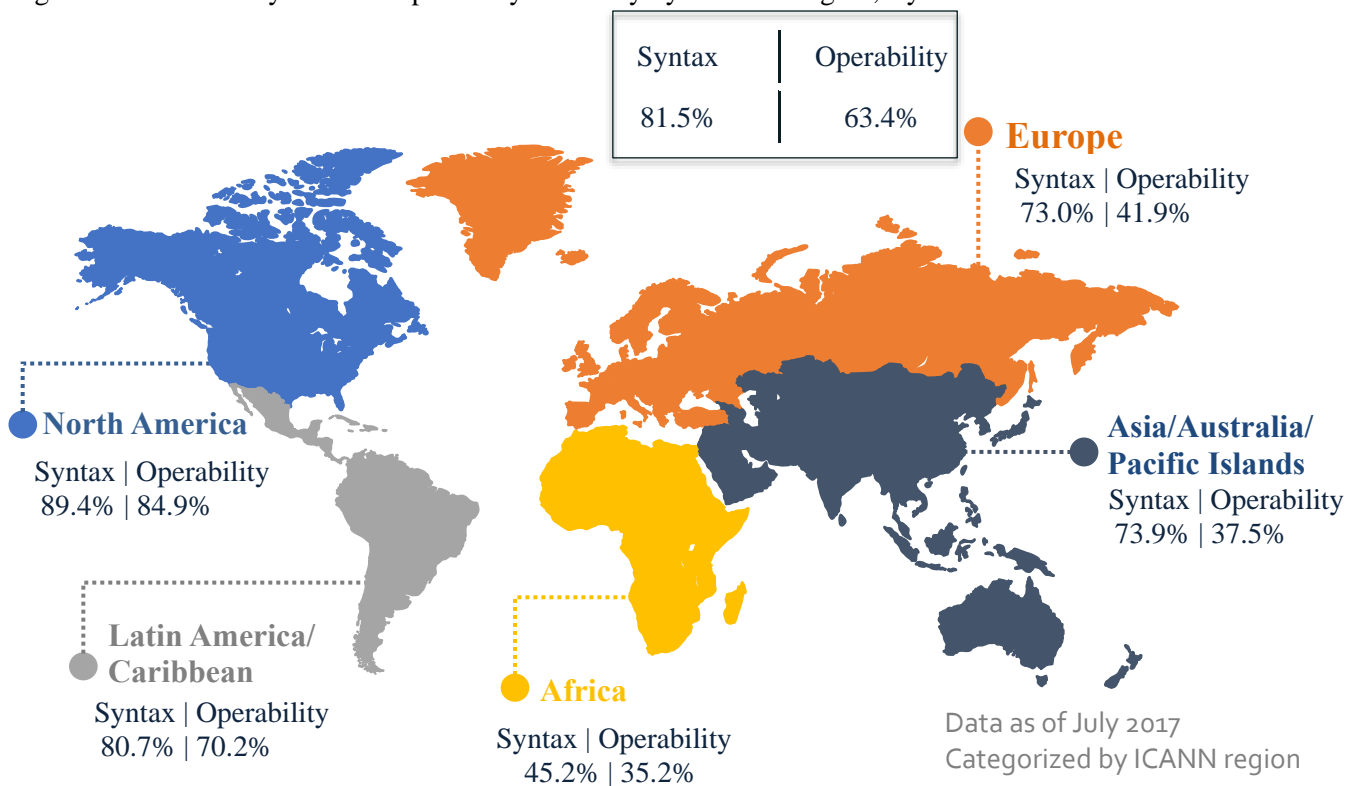 Syntax | Operability
81.5% | 63.4%
Europe
Syntax | Operability
73.0% | 41.9%
North America
Syntax | Operability
89.4% | 84.9%
Asia/Australia/
Pacific Islands
Syntax | Operability
73.9% | 37.5%
Latin America/
Caribbean
Syntax | Operability
80.7% | 70.2%
Africa
Syntax | Operability
45.2% | 35.2%
Data as of July 2017
Categorized by ICANN region